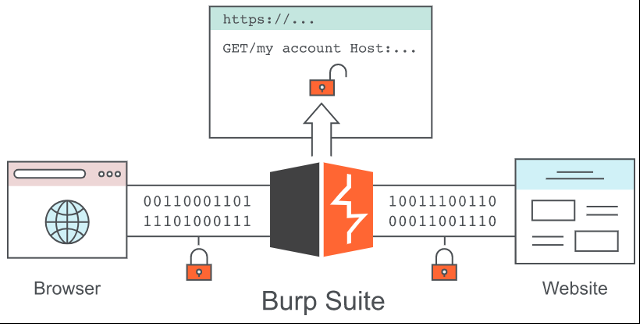 https://...
GET/my account Host:...
00110001101
11101000111
10011100110
00011001110
Browser
Burp Suite
Website